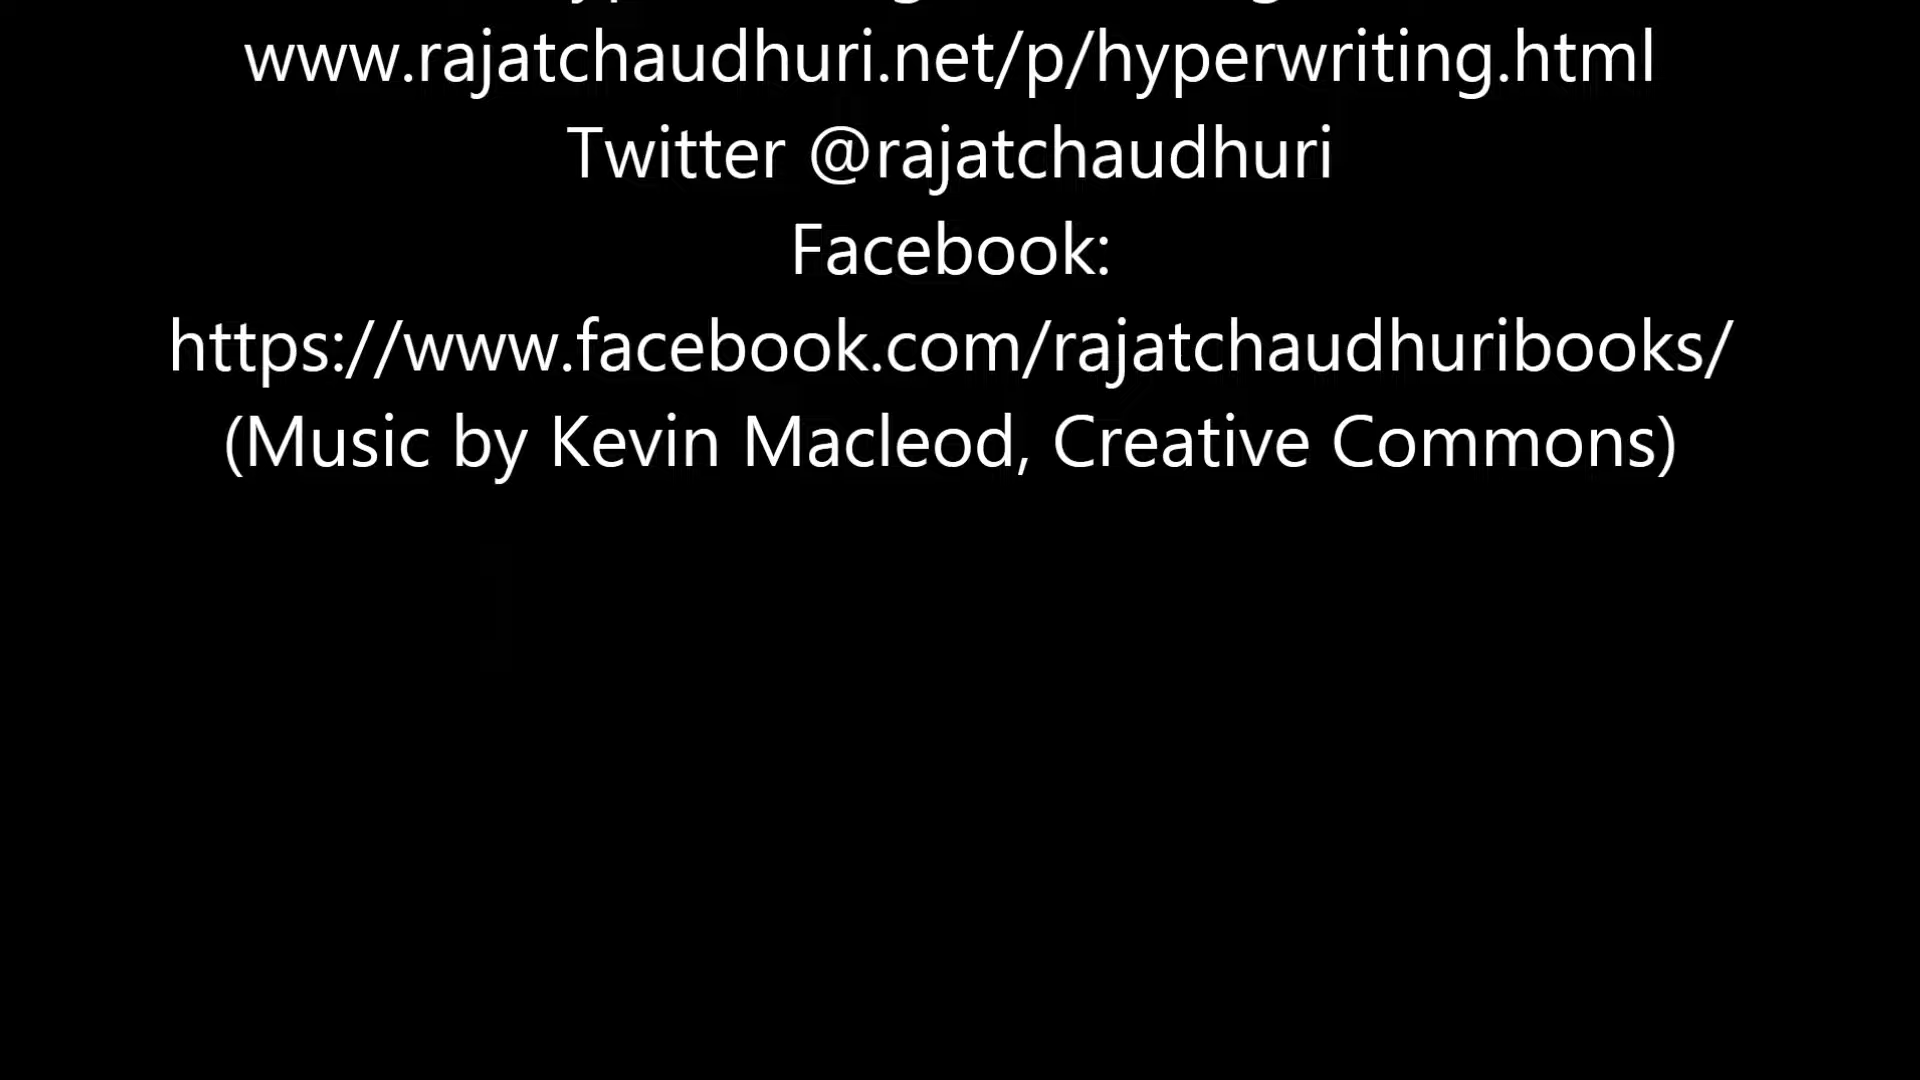 www.rajatchaudhuri.net/p/hyperwriting.html
Twitter @rajatchaudhuri
Facebook:
https://www.facebook.com/rajatchaudhuribooks/
(Music by Kevin Macleod, Creative Commons)